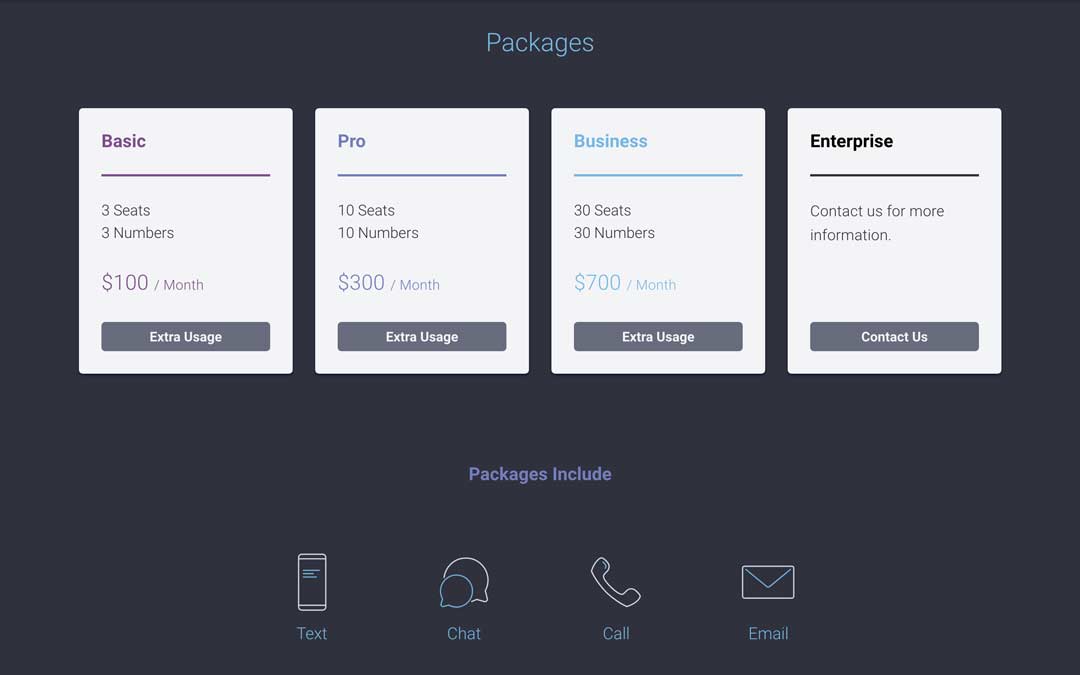 Packages
Basic
3 Seats
3 Numbers
$100 / Month
Extra Usage
Pro
10 Seats
10 Numbers
$300 / Month
Extra Usage
Business
30 Seats
30 Numbers
$700 / Month
Extra Usage
Enterprise
Contact us for more
information.
Contact Us
Packages Include
Text
Chat
Call
Email